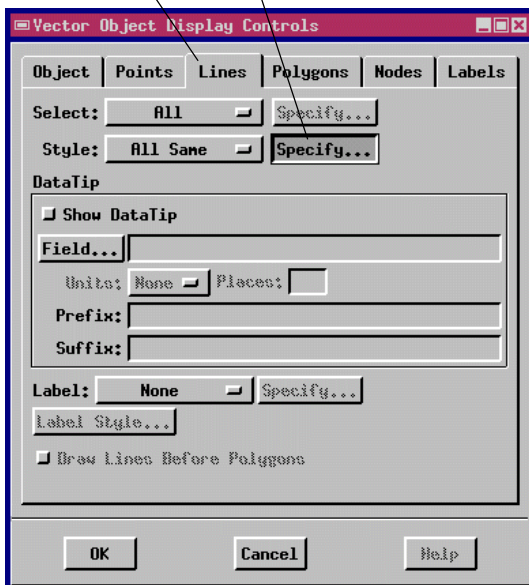 Vector Object Display Controls
Object Points Lines Polygons Nodes Labels
Select: All Specify...
Style: All Same Specify...
DataTip
Show DataTip
Field...
Units: None Places:
Prefix:
Suffix:
Label: None Specify...
Label Style...
Draw Lines Before Polygons
OK Cancel Help